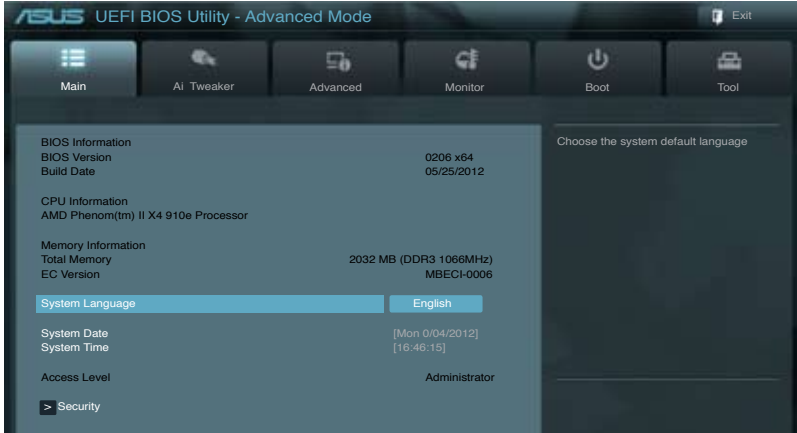 ASUS UEFI BIOS Utility - Advanced Mode Exit
Main Ai Tweaker Advanced Monitor Boot Tool
Choose the system default language
BIOS Information
BIOS Version 0206 x64
Build Date 05/25/2012
CPU Information
AMD Phenom(tm) II X4 910e Processor
Memory Information
Total Memory 2032 MB (DDR3 1066MHz)
EC Version MBECI-0006
System Language English
System Date [Mon 0/04/2012]
System Time [16:46:15]
Access Level Administrator
> Security